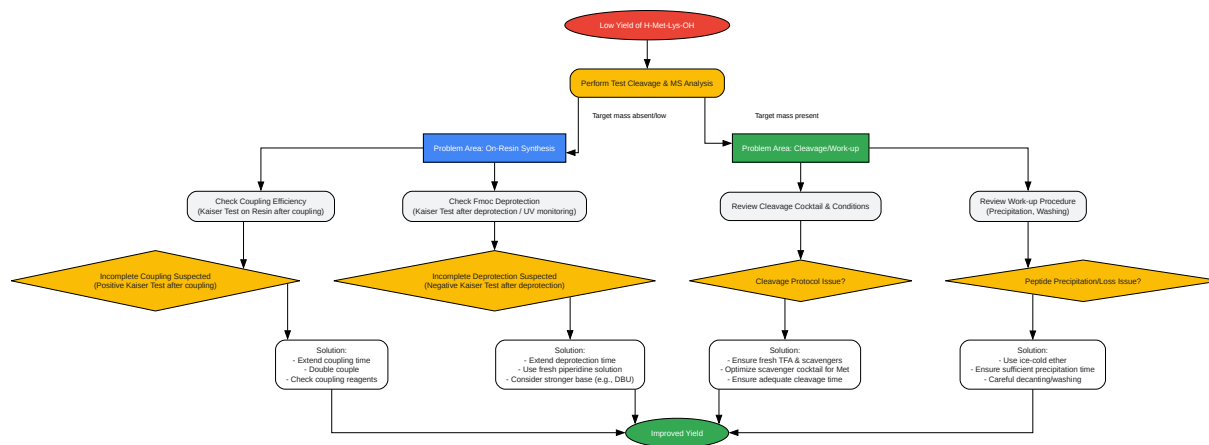 Low Yield of H-Met-Lys-OH
Perform Test Cleavage & MS Analysis
Target mass absent/low
Target mass present
Problem Area: On-Resin Synthesis
Problem Area: Cleavage/Work-up
Check Coupling Efficiency
(Kaiser Test on Resin after coupling)
Check Fmoc Deprotection
(Kaiser Test after deprotection / UV monitoring)
Review Cleavage Cocktail & Conditions
Review Work-up Procedure
(Precipitation, Washing)
Incomplete Coupling Suspected
(Positive Kaiser Test after coupling)
Incomplete Deprotection Suspected
(Negative Kaiser Test after deprotection)
Cleavage Protocol Issue?
Peptide Precipitation/Loss Issue?
Solution:
- Extend coupling time
- Double couple
- Check coupling reagents
Solution:
- Extend deprotection time
- Use fresh piperidine solution
- Consider stronger base (e.g., DBU)
Solution:
- Ensure fresh TFA & scavengers
- Optimize scavenger cocktail for Met
- Ensure adequate cleavage time
Solution:
- Use ice-cold ether
- Ensure sufficient precipitation time
- Careful decanting/washing
Improved Yield